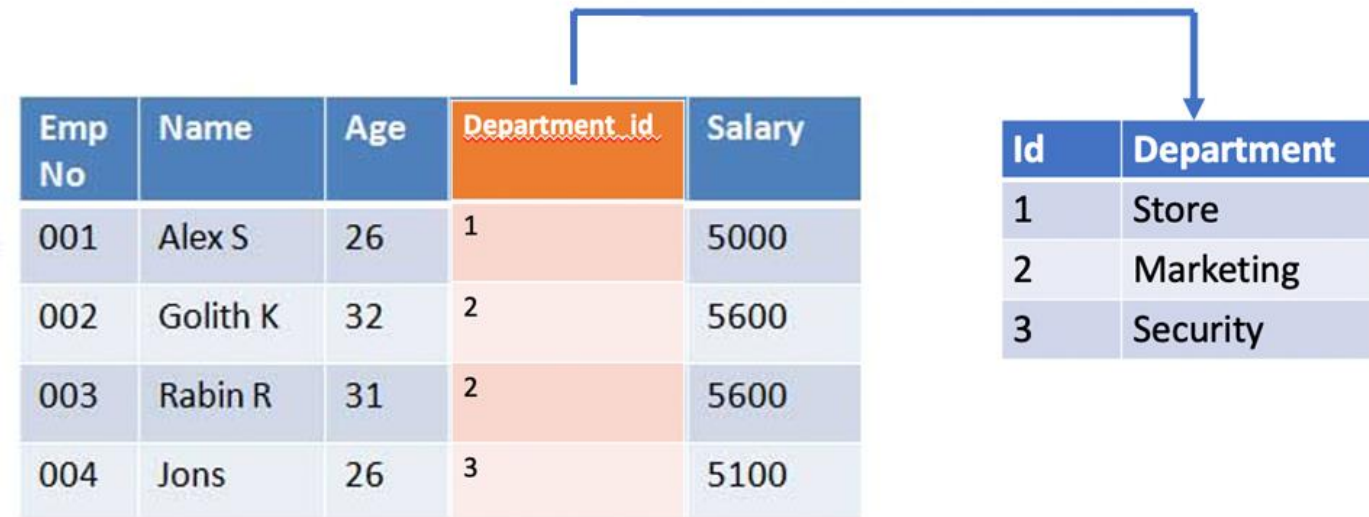 Emp No Name Age Department_id Salary
001 Alex S 26 1 5000
002 Golith K 32 2 5600
003 Rabin R 31 2 5600
004 Jons 26 3 5100
Id Department
1 Store
2 Marketing
3 Security